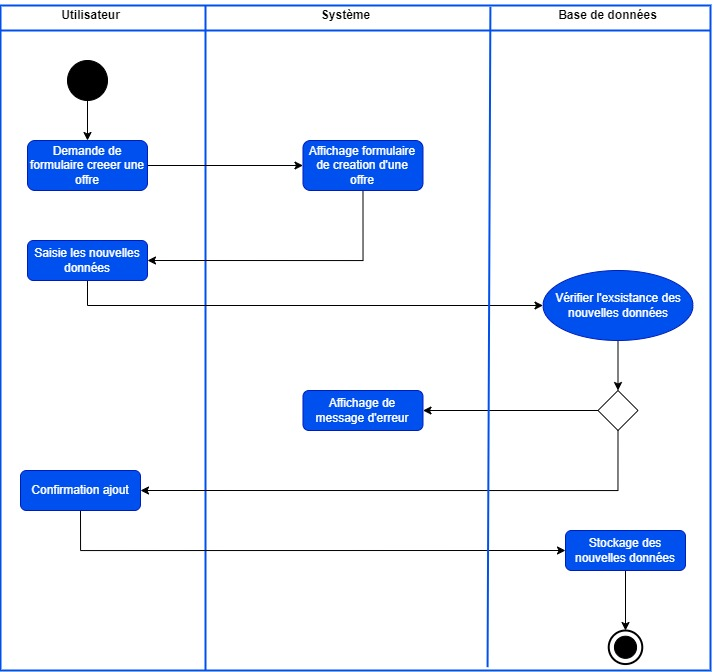 Utilisateur
Système
Base de données
Demande de
formulaire creeer une
offre
Affichage formulaire
de creation d'une
offre
Saisie les nouvelles
données
Vérifier l'exsistance des
nouvelles données
Affichage de
message d'erreur
Confirmation ajout
Stockage des
nouvelles données